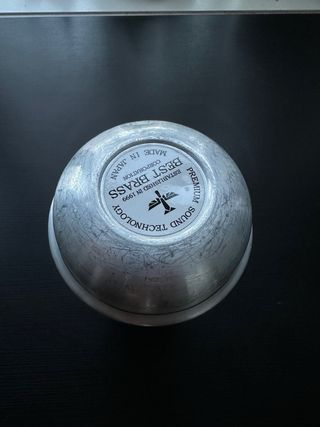 PREMIUM SOUND TECHNOLOGY
ESTABLISHED IN 1999
BEST BRASS
CORPORATION
MADE IN JAPAN